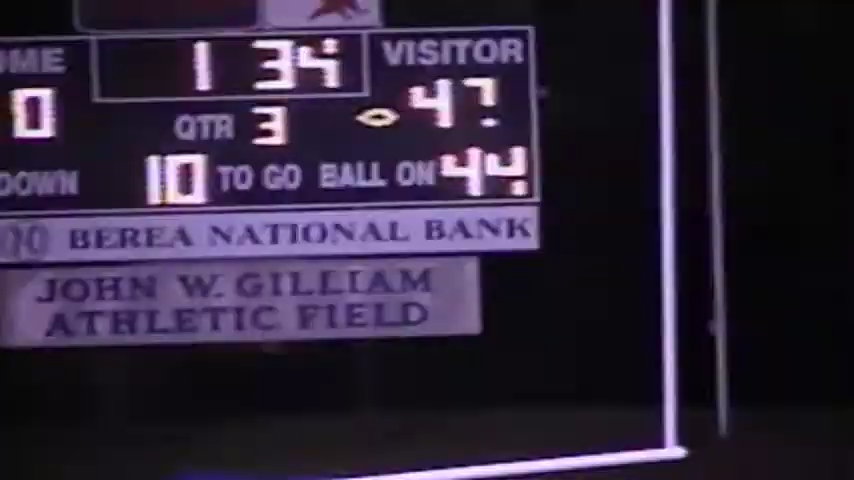 1 34
VISITOR
0
QTR 3
47
DOWN
10 TO GO BALL ON 44
BEREA NATIONAL BANK
JOHN W. GILLIAM
ATHLETIC FIELD